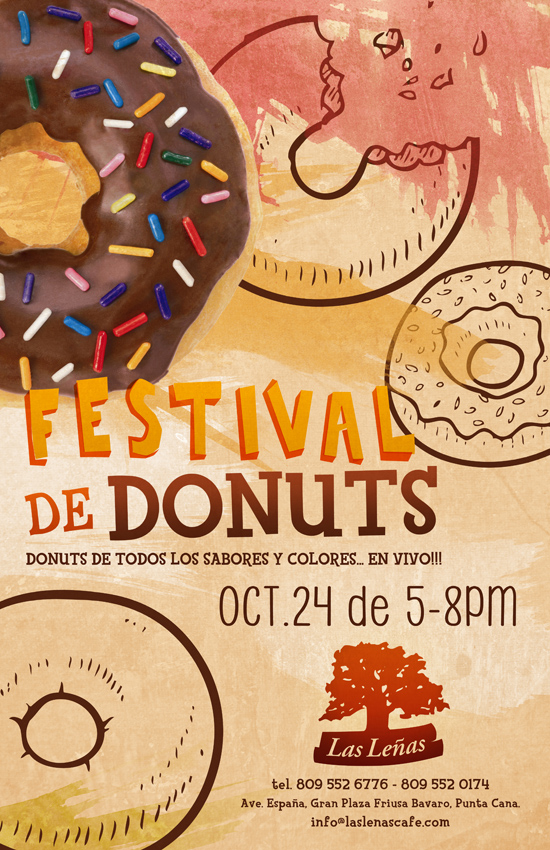 FESTIVAL
DE DONUTS
DONUTS DE TODOS LOS SABORES Y COLORES... EN VIVO!!!
OCT.24 de 5-8pm
Las Leñas
tel. 809 552 6776 - 809 552 0174
Ave. España, Gran Plaza Friusa Bavaro, Punta Cana.
info@laslenascafe.com